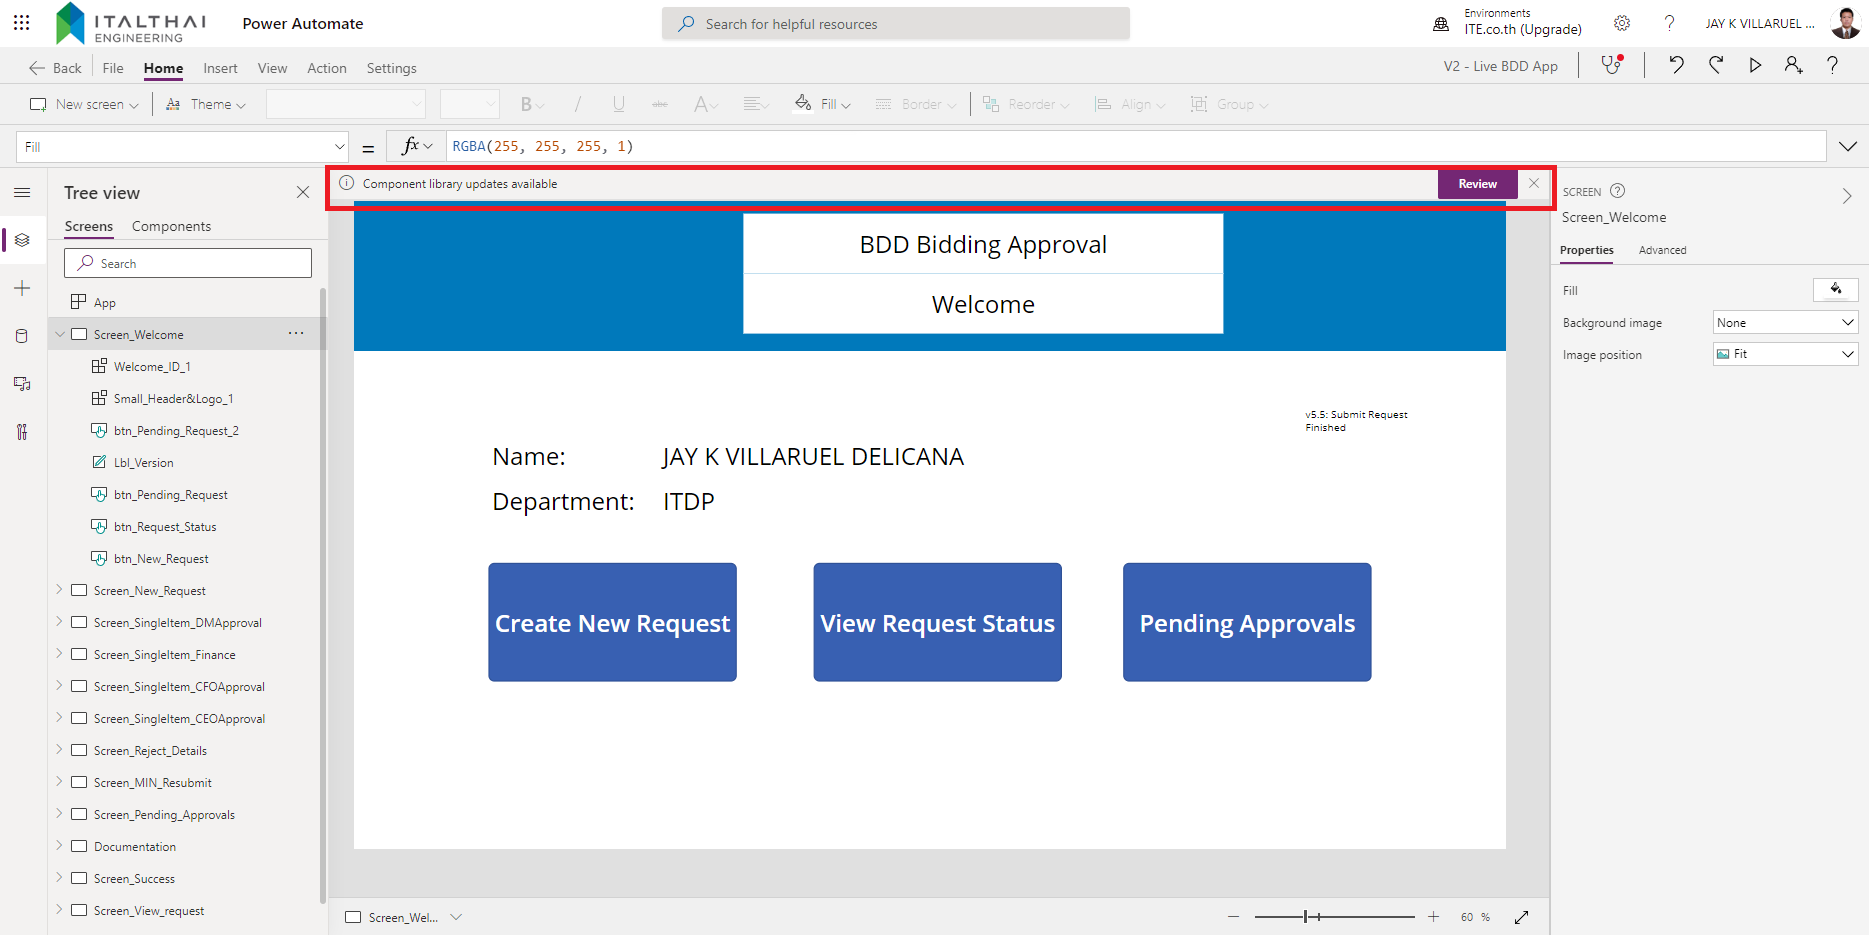 ITALTHAI
ENGINEERING
Power Automate
Search for helpful resources
Environments
ITE.co.th (Upgrade)
JAY K VILLARUEL ...
Back
File
Home
Insert
View
Action
Settings
V2 - Live BDD App
New screen
Theme
B
/
U
abc
A
Fill
Border
Reorder
Align
Group
Fill
=
fx
RGBA(255, 255, 255, 1)
Component library updates available
Review
Tree view
Screens
Components
Search
App
Screen_Welcome
...
Welcome_ID_1
Small_Header&Logo_1
btn_Pending_Request_2
Lbl_Version
btn_Pending_Request
btn_Request_Status
btn_New_Request
Screen_New_Request
Screen_SingleItem_DMApproval
Screen_SingleItem_Finance
Screen_SingleItem_CFOApproval
Screen_SingleItem_CEOApproval
Screen_Reject_Details
Screen_MIN_Resubmit
Screen_Pending_Approvals
Documentation
Screen_Success
Screen_View_request
BDD Bidding Approval
Welcome
v5.5: Submit Request
Finished
Name: JAY K VILLARUEL DELICANA
Department: ITDP
Create New Request
View Request Status
Pending Approvals
Screen_Wel...
60 %
SCREEN
Screen_Welcome
Properties
Advanced
Fill
Background image
None
Image position
Fit